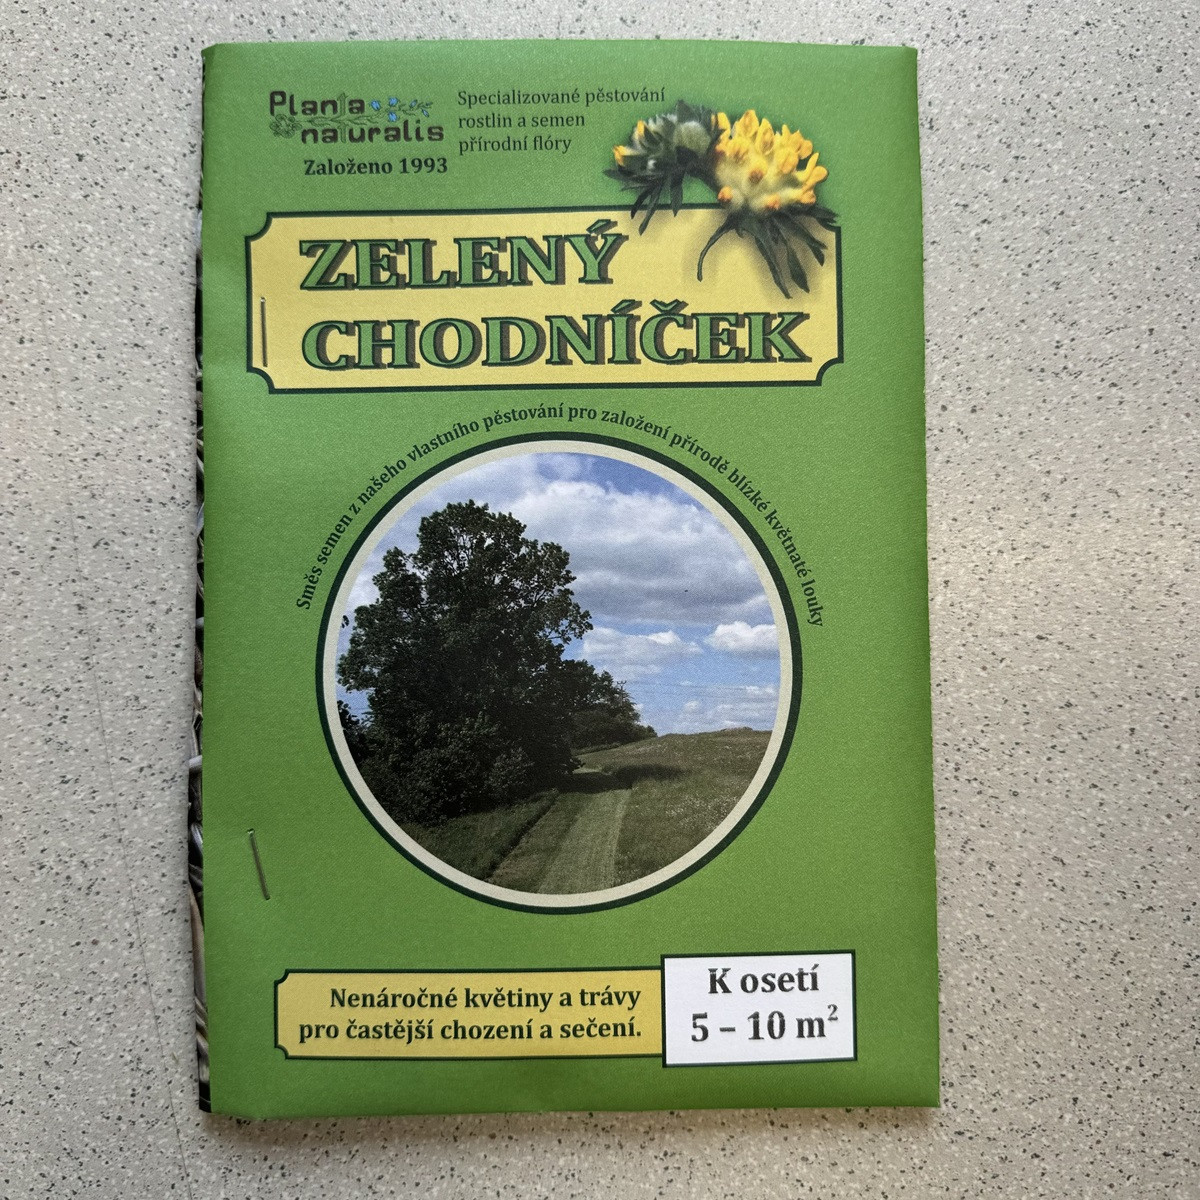 Planta
naturalis
Založeno 1993
Specializované pěstování
rostlin a semen
přírodní flóry
ZELENÝ
CHODNÍČEK
Směs semen z našeho vlastního pěstování pro založení přírodě blízké květnaté louky
Nenáročné květiny a trávy
pro častější chození a sečení.
K osetí
5 – 10 m²